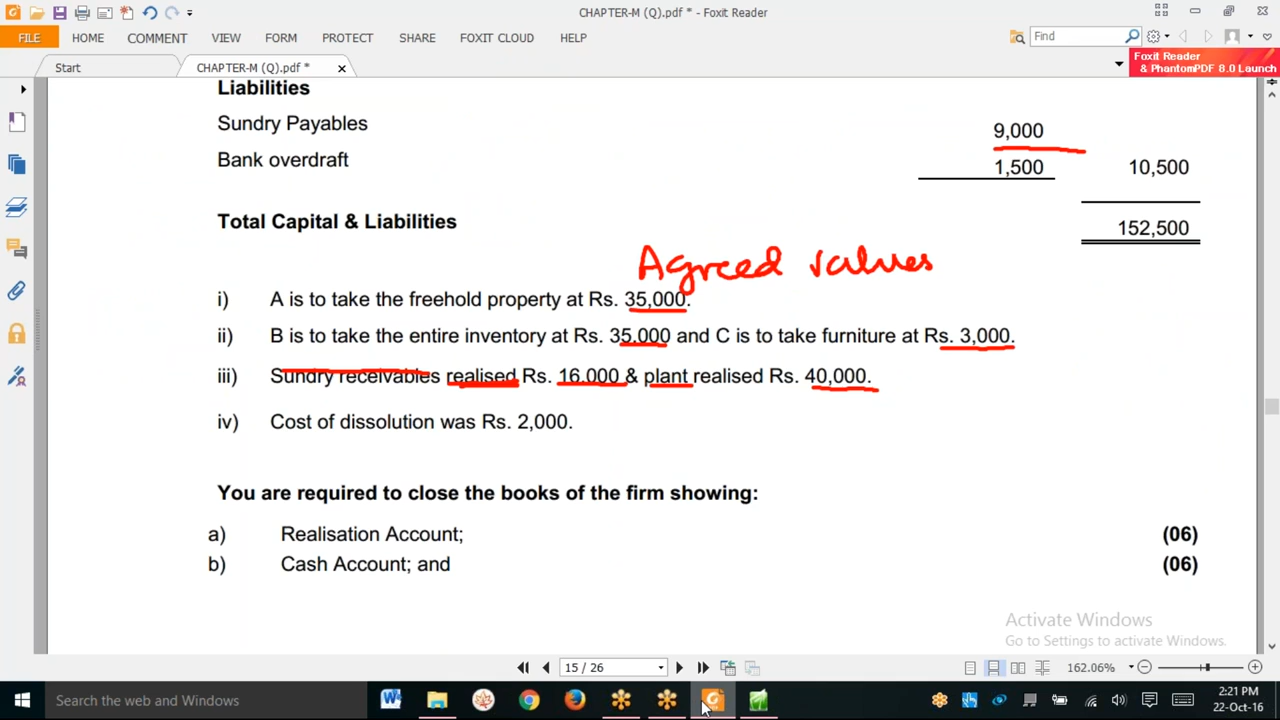 CHAPTER-M (Q).pdf * - Foxit Reader
FILE HOME COMMENT VIEW FORM PROTECT SHARE FOXIT CLOUD HELP Find
Start CHAPTER-M (Q).pdf * Foxit Reader
& PhantomPDF 8.0 Launch
Liabilities
Sundry Payables 9,000
Bank overdraft 1,500 10,500
Total Capital & Liabilities 152,500
Agreed values
i) A is to take the freehold property at Rs. 35,000.
ii) B is to take the entire inventory at Rs. 35,000 and C is to take furniture at Rs. 3,000.
iii) Sundry receivables realised Rs. 16,000 & plant realised Rs. 40,000.
iv) Cost of dissolution was Rs. 2,000.
You are required to close the books of the firm showing:
a) Realisation Account; (06)
b) Cash Account; and (06)
Activate Windows
Go to Settings to activate Windows.
15 / 26 162.06%
Search the web and Windows
2:21 PM
22-Oct-16